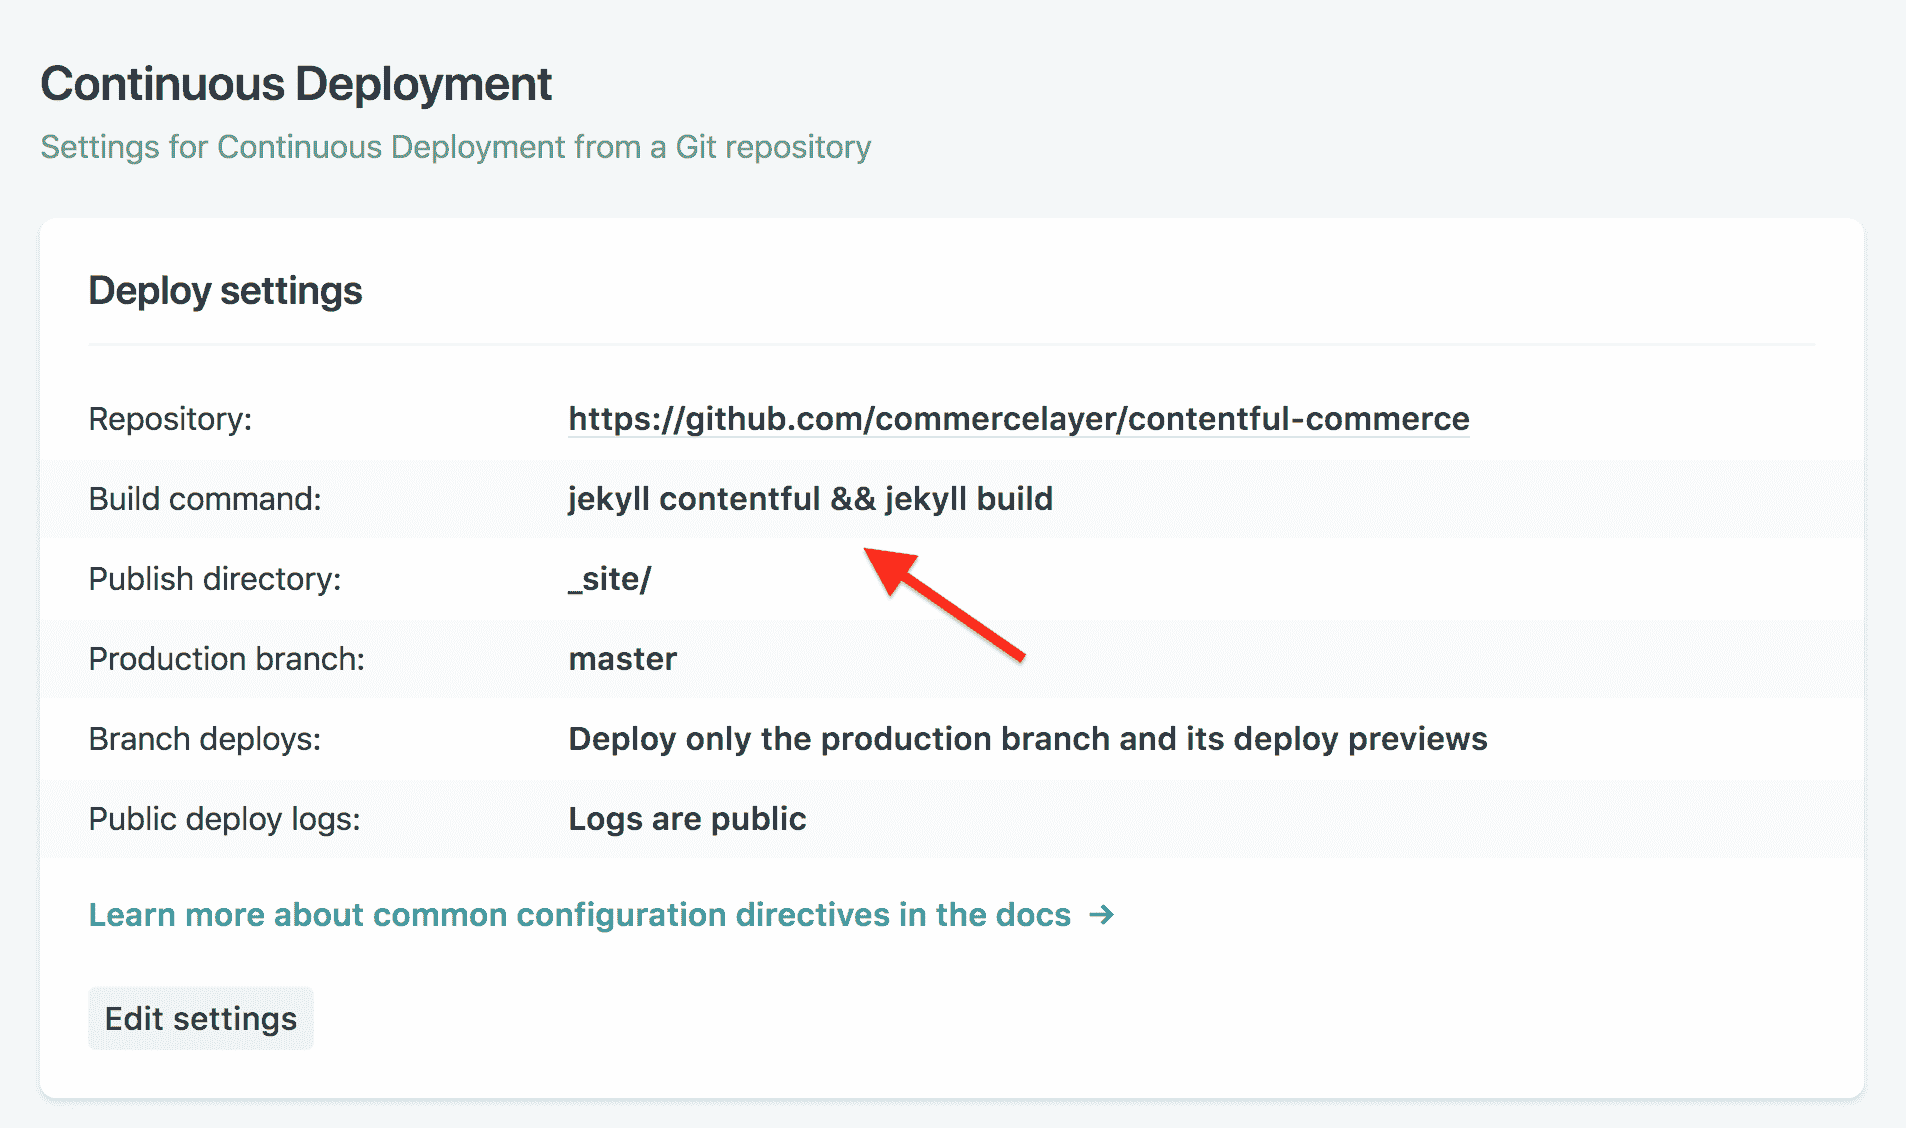 Continuous Deployment
Settings for Continuous Deployment from a Git repository
Deploy settings
Repository: https://github.com/commercelayer/contentful-commerce
Build command: jekyll contentful && jekyll build
Publish directory: _site/
Production branch: master
Branch deploys: Deploy only the production branch and its deploy previews
Public deploy logs: Logs are public
Learn more about common configuration directives in the docs →
Edit settings